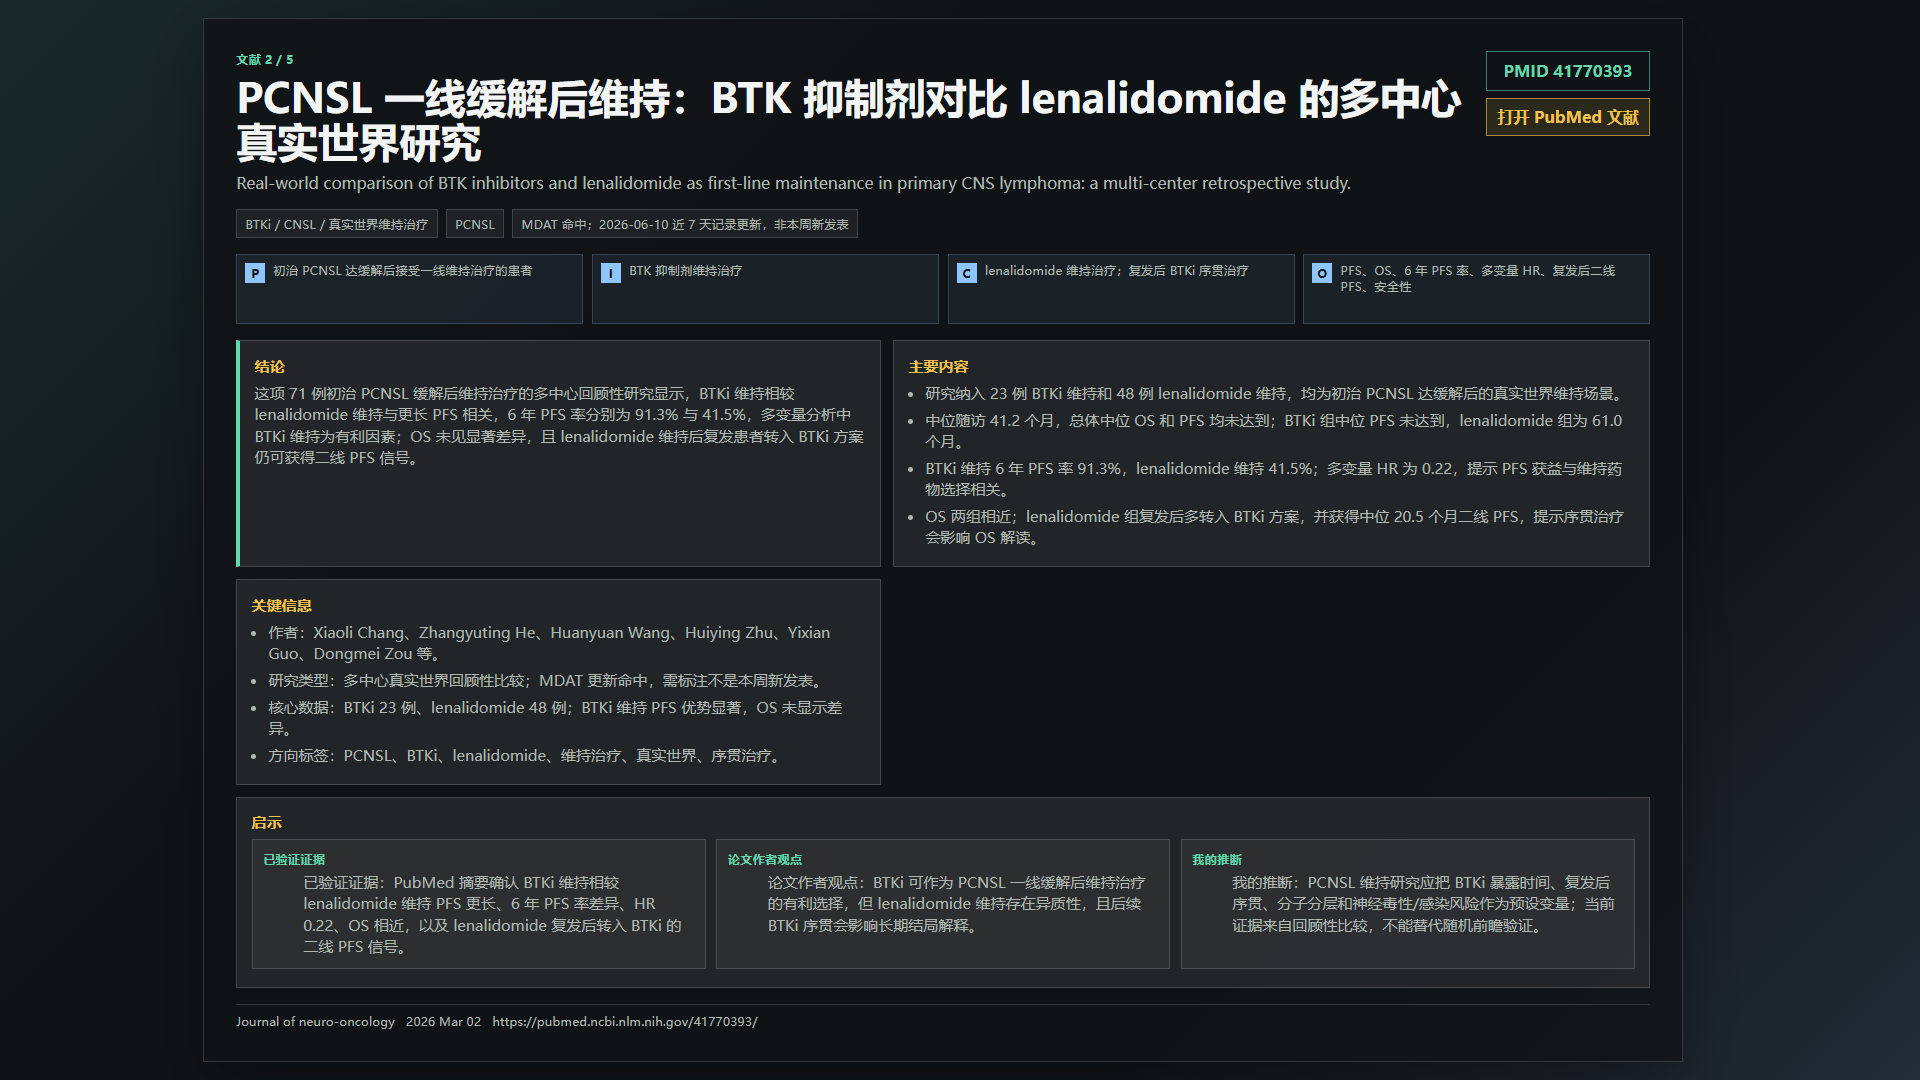 文献 2 / 5
PCNSL 一线缓解后维持：BTK 抑制剂对比 lenalidomide 的多中心
真实世界研究
Real-world comparison of BTK inhibitors and lenalidomide as first-line maintenance in primary CNS lymphoma: a multi-center retrospective study.
PMID 41770393
打开 PubMed 文献
BTKi / CNSL / 真实世界维持治疗
PCNSL
MDAT 命中；2026-06-10 近 7 天记录更新，非本周新发表
P 初治 PCNSL 达缓解后接受一线维持治疗的患者
I BTK 抑制剂维持治疗
C lenalidomide 维持治疗；复发后 BTKi 序贯治疗
O PFS、OS、6 年 PFS 率、多变量 HR、复发后二线
PFS、安全性
结论
这项 71 例初治 PCNSL 缓解后维持治疗的多中心回顾性研究显示，BTKi 维持相较
lenalidomide 维持与更长 PFS 相关，6 年 PFS 率分别为 91.3% 与 41.5%，多变量分析中
BTKi 维持为有利因素；OS 未见显著差异，且 lenalidomide 维持后复发患者转入 BTKi 方案
仍可获得二线 PFS 信号。
主要内容
• 研究纳入 23 例 BTKi 维持和 48 例 lenalidomide 维持，均为初治 PCNSL 达缓解后的真实世界维持场景。
• 中位随访 41.2 个月，总体中位 OS 和 PFS 均未达到；BTKi 组中位 PFS 未达到，lenalidomide 组为 61.0
个月。
• BTKi 维持 6 年 PFS 率 91.3%，lenalidomide 维持 41.5%；多变量 HR 为 0.22，提示 PFS 获益与维持药
物选择相关。
• OS 两组相近；lenalidomide 组复发后多转入 BTKi 方案，并获得中位 20.5 个月二线 PFS，提示序贯治疗
会影响 OS 解读。
关键信息
• 作者：Xiaoli Chang、Zhangyuting He、Huanyuan Wang、Huiying Zhu、Yixian
Guo、Dongmei Zou 等。
• 研究类型：多中心真实世界回顾性比较；MDAT 更新命中，需标注不是本周新发表。
• 核心数据：BTKi 23 例、lenalidomide 48 例；BTKi 维持 PFS 优势显著，OS 未显示差
异。
• 方向标签：PCNSL、BTKi、lenalidomide、维持治疗、真实世界、序贯治疗。
启示
已验证证据
已验证证据：PubMed 摘要确认 BTKi 维持相较
lenalidomide 维持 PFS 更长、6 年 PFS 率差异、HR
0.22、OS 相近，以及 lenalidomide 复发后转入 BTKi 的
二线 PFS 信号。
论文作者观点
论文作者观点：BTKi 可作为 PCNSL 一线缓解后维持治疗
的有利选择，但 lenalidomide 维持存在异质性，且后续
BTKi 序贯会影响长期结局解释。
我的推断
我的推断：PCNSL 维持研究应把 BTKi 暴露时间、复发后
序贯、分子分层和神经毒性/感染风险作为预设变量；当前
证据来自回顾性比较，不能替代随机前瞻验证。
Journal of neuro-oncology 2026 Mar 02 https://pubmed.ncbi.nlm.nih.gov/41770393/